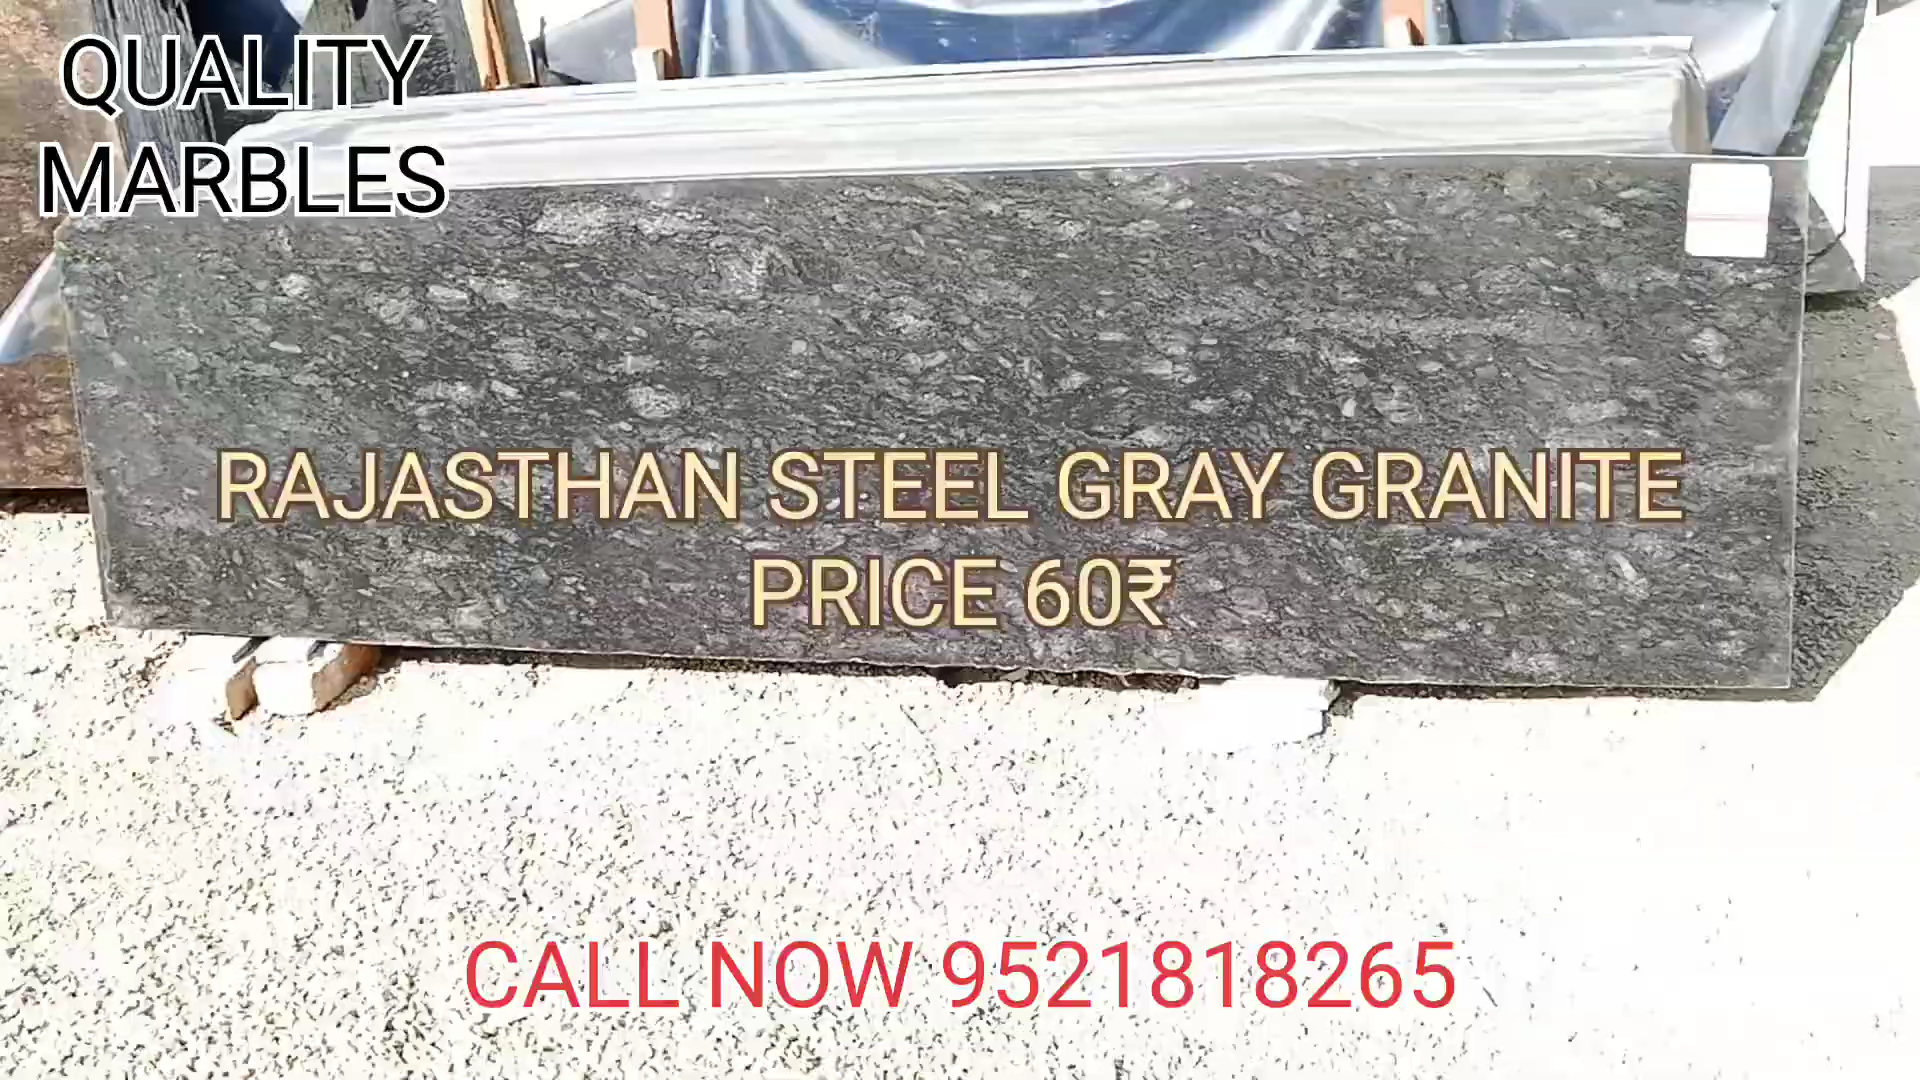 QUALITY
MARBLES
RAJASTHAN STEEL GRAY GRANITE
PRICE 60₹
CALL NOW 9521818265